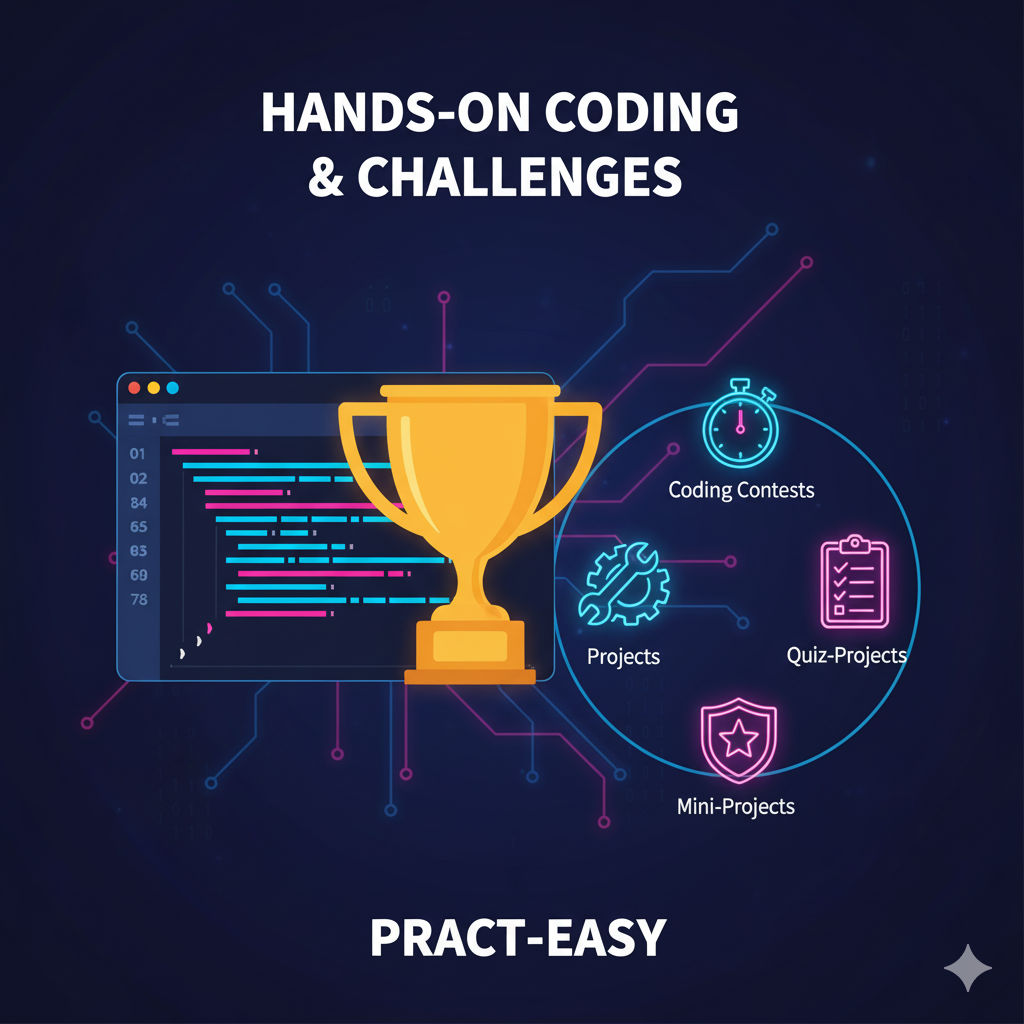 HANDS-ON CODING
& CHALLENGES
01
02
84
65
63
69
78
Coding Contests
Projects
Quiz-Projects
Mini-Projects
PRACT-EASY